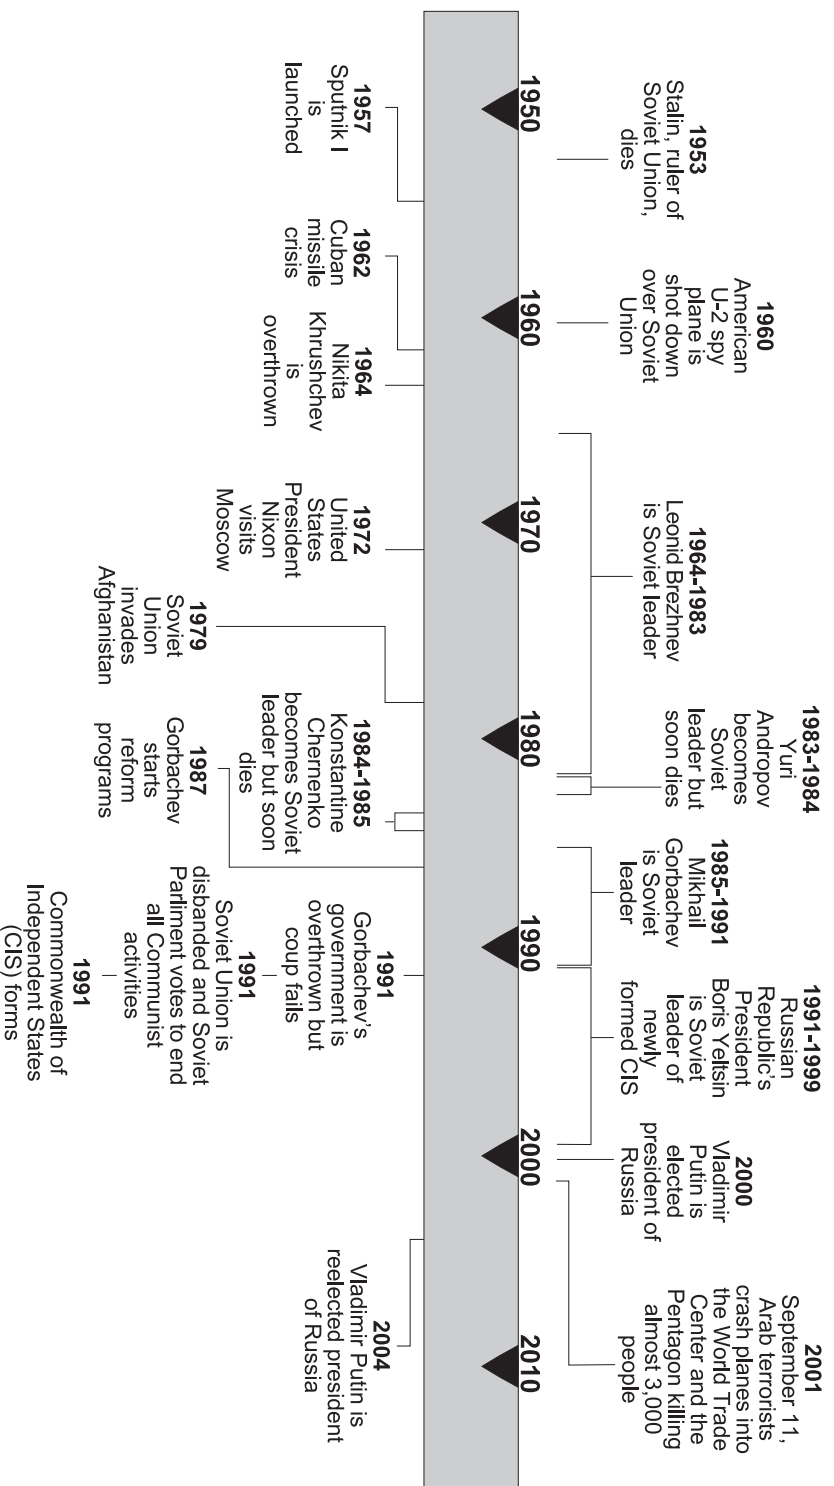 1953
Stalin, ruler of
Soviet Union,
dies
1960
American
U-2 spy
plane is
shot down
over Soviet
Union
1964-1983
Leonid Brezhnev
is Soviet leader
1983-1984
Yuri
Andropov
becomes
Soviet
leader but
soon dies
1985-1991
Mikhail
Gorbachev
is Soviet
leader
1991-1999
Russian
Republic's
President
Boris Yeltsin
is Soviet
leader of
newly
formed CIS
2000
Vladimir
Putin is
elected
president of
Russia
2001
September 11,
Arab terrorists
crash planes into
the World Trade
Center and the
Pentagon killing
almost 3,000
people
1950
1960
1970
1980
1990
2000
2010
1957
Sputnik I
is
launched
1962
Cuban
missile
crisis
1964
Nikita
Khrushchev
is
overthrown
1972
United
States
President
Nixon
visits
Moscow
1979
Soviet
Union
invades
Afghanistan
1984-1985
Konstantine
Chernenko
becomes Soviet
leader but soon
dies
1987
Gorbachev
starts
reform
programs
1991
Gorbachev's
government is
overthrown but
coup fails
1991
Soviet Union is
disbanded and Soviet
Parliment votes to end
all Communist
activities
1991
Commonwealth of
Independent States
(CIS) forms
2004
Vladimir Putin is
reelected president
of Russia